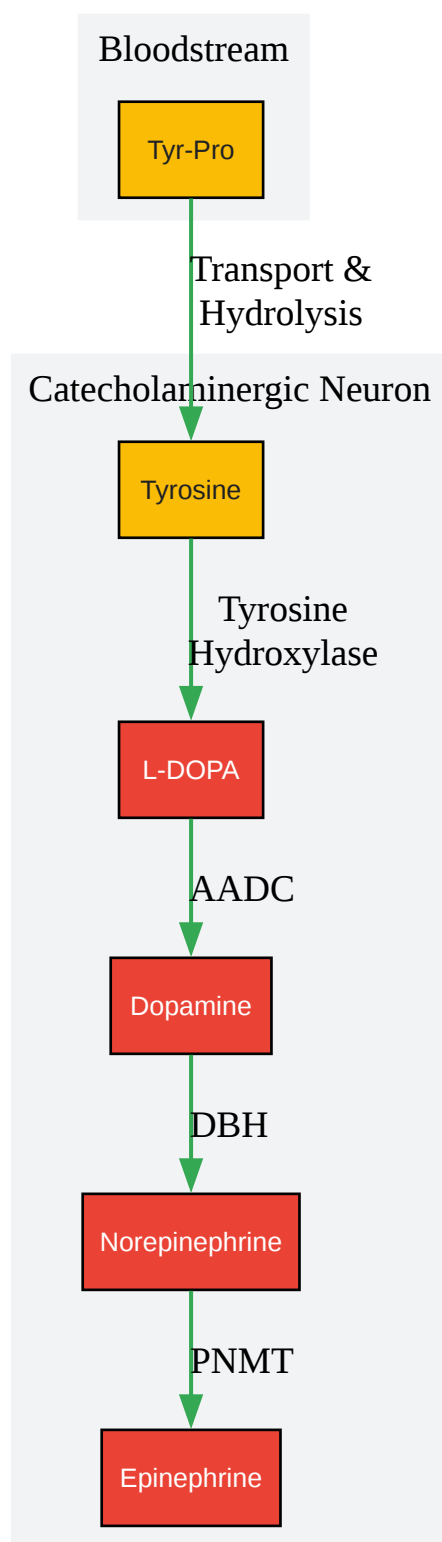 Bloodstream
Tyr-Pro
Transport &
Hydrolysis
Catecholaminergic Neuron
Tyrosine
Tyrosine
Hydroxylase
L-DOPA
AADC
Dopamine
DBH
Norepinephrine
PNMT
Epinephrine